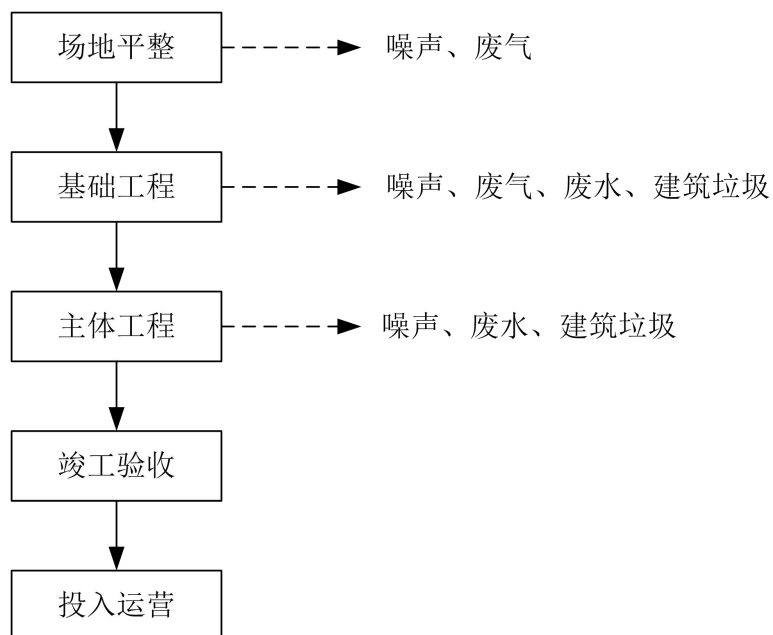 场地平整
噪声、废气
基础工程
噪声、废气、废水、建筑垃圾
主体工程
噪声、废水、建筑垃圾
竣工验收
投入运营